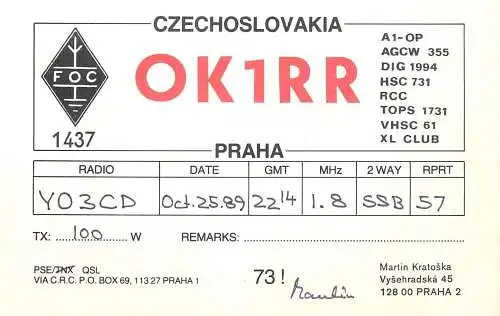 CZECHOSLOVAKIA
FOC
1437
OK1RR
A1-OP
AGCW 355
DIG 1994
HSC 731
RCC
TOPS 1731
VHSC 61
XL CLUB
PRAHA
RADIO DATE GMT MHz 2 WAY RPRT
YO3CD Oct. 25. 89 22 14 1.8 SSB 57
TX: 100 W REMARKS:
PSE/TNX QSL
VIA C.R.C. P.O. BOX 69, 113 27 PRAHA 1
73!
Martin
Martin Kratoška
Vyšehradská 45
128 00 PRAHA 2